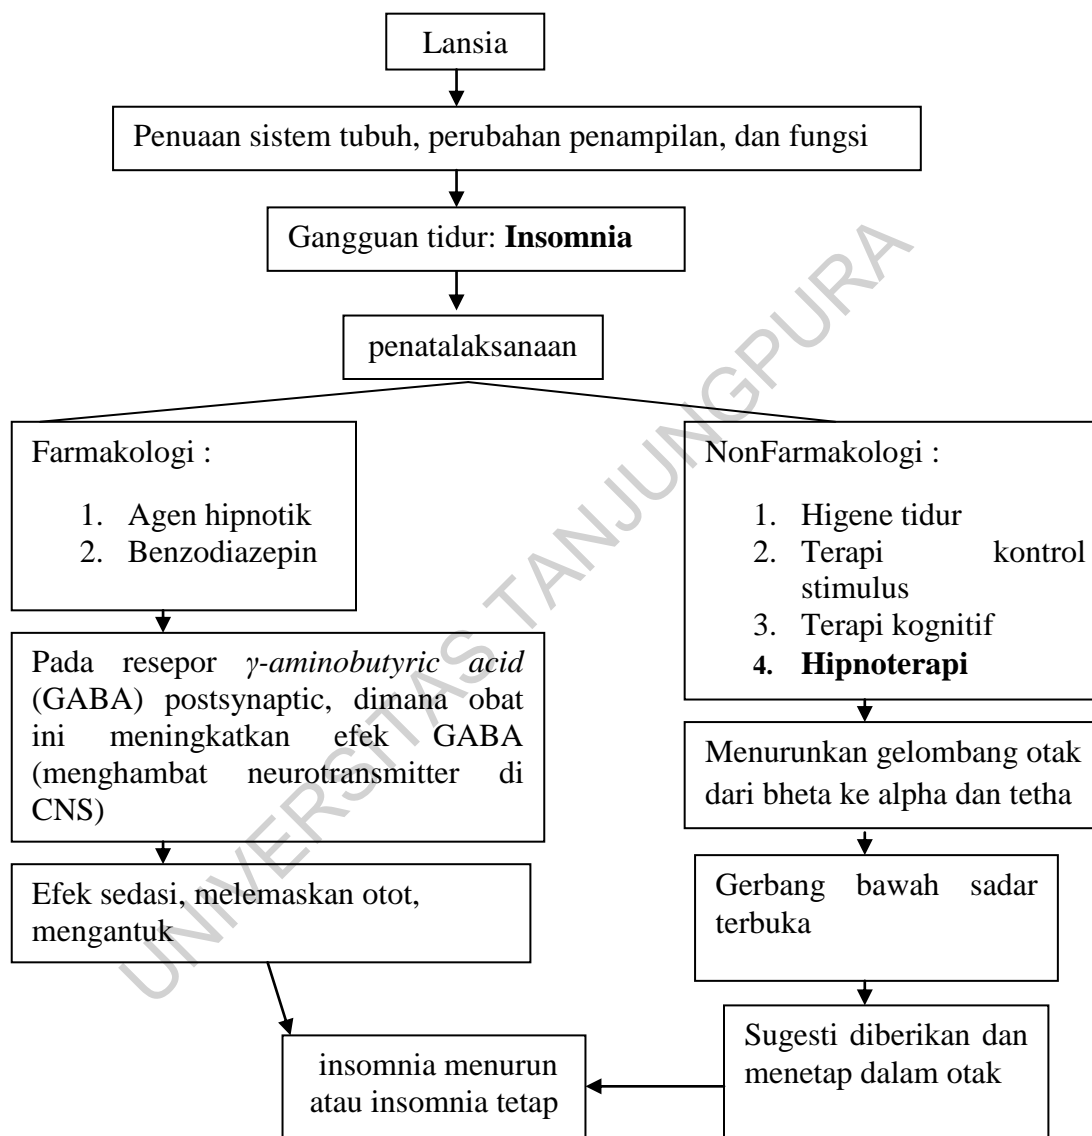 Lansia
Penuaan sistem tubuh, perubahan penampilan, dan fungsi
Gangguan tidur: Insomnia
penatalaksanaan
Farmakologi :
1. Agen hipnotik
2. Benzodiazepin
Pada resepor γ-aminobutyric acid
(GABA) postsynaptic, dimana obat
ini meningkatkan efek GABA
(menghambat neurotransmitter di
CNS)
Efek sedasi, melemaskan otot,
mengantuk
NonFarmakologi :
1. Higene tidur
2. Terapi kontrol
stimulus
3. Terapi kognitif
4. Hipnoterapi
Menurunkan gelombang otak
dari bheta ke alpha dan tetha
Gerbang bawah sadar
terbuka
Sugesti diberikan dan
menetap dalam otak
insomnia menurun
atau insomnia tetap
UNIVERSITAS TANJUNGPURA